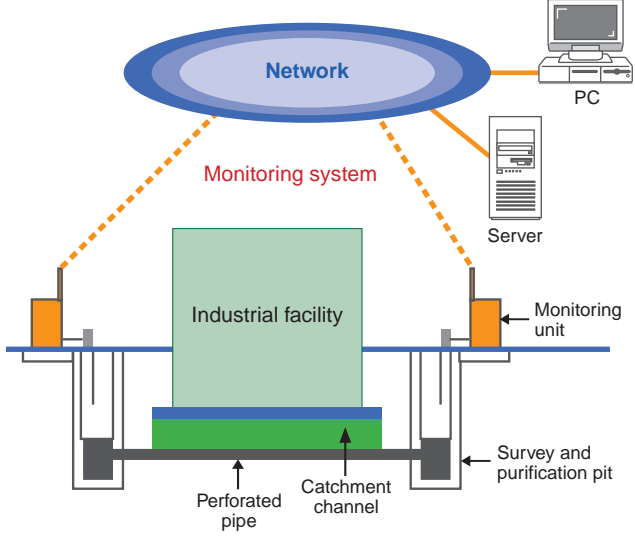 Network
PC
Monitoring system
Server
Industrial facility
Monitoring
unit
Survey and
purification pit
Perforated
pipe
Catchment
channel